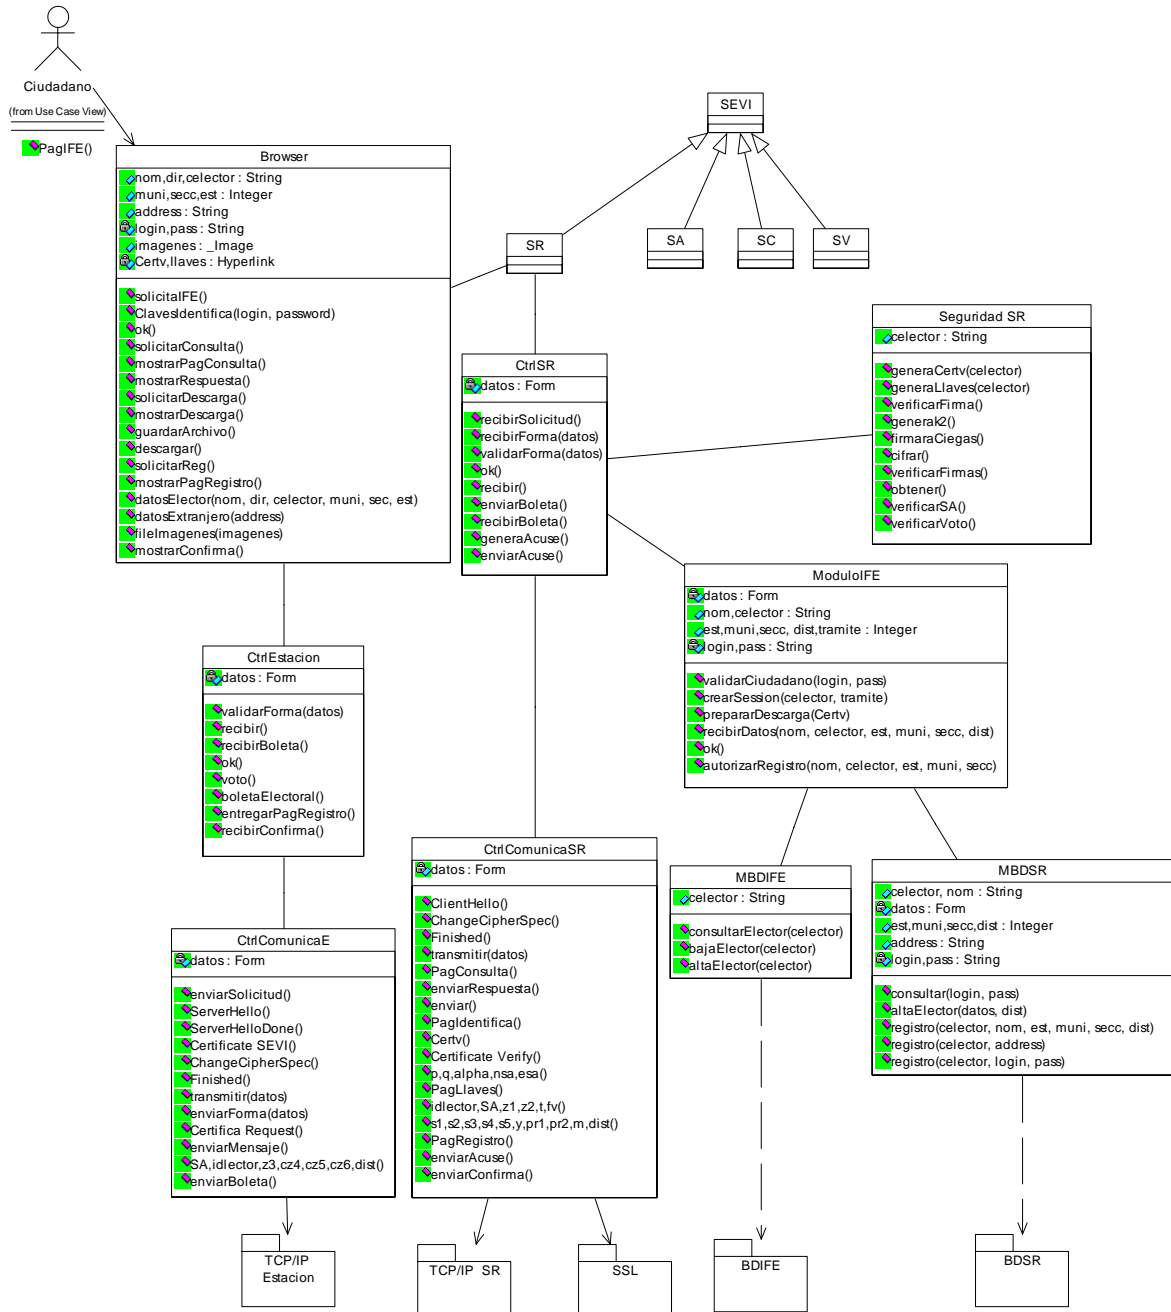 Ciudadano
(from Use Case View)
PagIFE()
SEVI
SR
SA
SC
SV
Browser
nom,dir,celector : String
muni,secc,est : Integer
address : String
login,pass : String
imagenes : _Image
Certv,llaves : Hyperlink
solicitaIFE()
ClavesIdentifica(login, password)
ok()
solicitarConsulta()
mostrarPagConsulta()
mostrarRespuesta()
solicitarDescarga()
mostrarDescarga()
guardarArchivo()
descargar()
solicitarReg()
mostrarPagRegistro()
datosElector(nom, dir, celector, muni, sec, est)
datosExtranjero(address)
fileImagenes(imagenes)
mostrarConfirma()
CtrlSR
datos : Form
recibirSolicitud()
recibirForma(datos)
validarForma(datos)
ok()
recibir()
enviarBoleta()
recibirBoleta()
generaAcuse()
enviarAcuse()
Seguridad SR
celector : String
generaCertv(celector)
generaLlaves(celector)
verificarFirma()
generak2()
firmaraCiegas()
cifrar()
verificarFirmas()
obtener()
verificarSA()
verificarVoto()
ModuloIFE
datos : Form
nom,celector : String
est,muni,secc, dist,tramite : Integer
login,pass : String
validarCiudadano(login, pass)
crearSession(celector, tramite)
prepararDescarga(Certv)
recibirDatos(nom, celector, est, muni, secc, dist)
ok()
autorizarRegistro(nom, celector, est, muni, secc)
CtrlEstacion
datos : Form
validarForma(datos)
recibir()
recibirBoleta()
ok()
voto()
boletaElectoral()
entregarPagRegistro()
recibirConfirma()
CtrlComunicaSR
datos : Form
ClientHello()
ChangeCipherSpec()
Finished()
transmitir(datos)
PagConsulta()
enviarRespuesta()
enviar()
PagIdentifica()
Certv()
Certificate Verify()
p,q,alpha,nsa,esa()
PagLlaves()
idlector,SA,z1,z2,t,fv()
s1,s2,s3,s4,s5,y,pr1,pr2,m,dist()
PagRegistro()
enviarAcuse()
enviarConfirma()
MBDIFE
celector : String
consultarElector(celector)
bajaElector(celector)
altaElector(celector)
MBDSR
celector, nom : String
datos : Form
est,muni,secc,dist : Integer
address : String
login,pass : String
consultar(login, pass)
altaElector(datos, dist)
registro(celector, nom, est, muni, secc, dist)
registro(celector, address)
registro(celector, login, pass)
CtrlComunicaE
datos : Form
enviarSolicitud()
ServerHello()
ServerHelloDone()
Certificate SEVI()
ChangeCipherSpec()
Finished()
transmitir(datos)
enviarForma(datos)
Certifica Request()
enviarMensaje()
SA,idlector,z3,cz4,cz5,cz6,dist()
enviarBoleta()
TCP/IP
Estacion
TCP/IP SR
SSL
BDIFE
BDSR